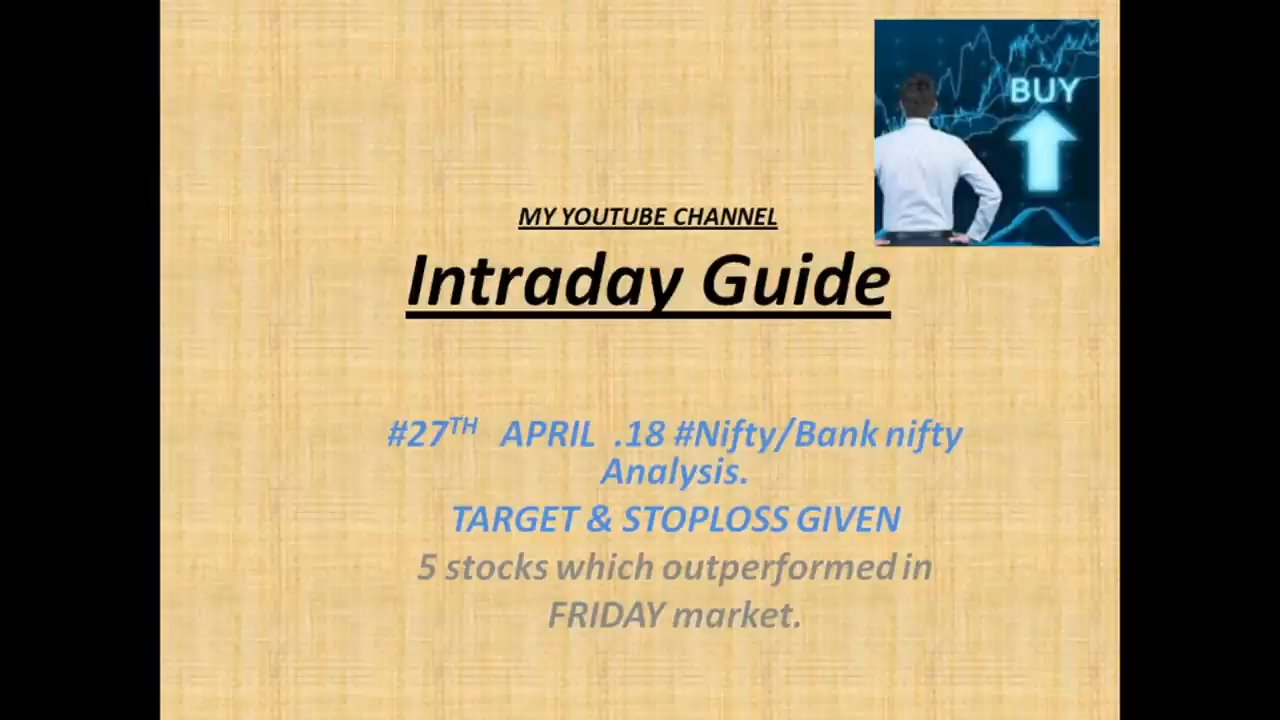 BUY
MY YOUTUBE CHANNEL
Intraday Guide
#27TH APRIL .18 #Nifty/Bank nifty
Analysis.
TARGET & STOPLOSS GIVEN
5 stocks which outperformed in
FRIDAY market.